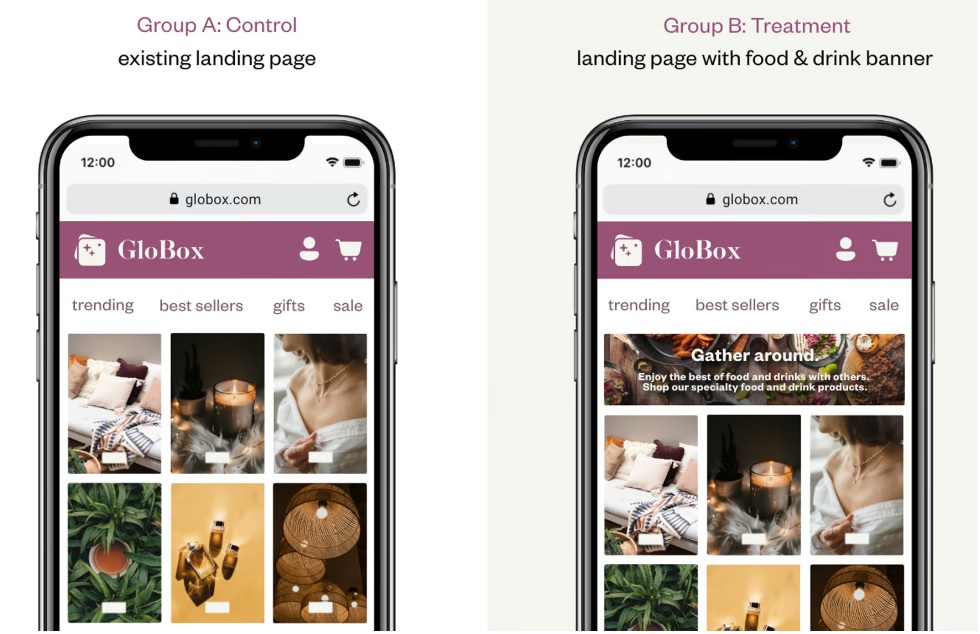 Group A: Control
existing landing page
12:00
globox.com
GloBox
trending best sellers gifts sale
Group B: Treatment
landing page with food & drink banner
12:00
globox.com
GloBox
trending best sellers gifts sale
Gather around.
Enjoy the best of food and drinks with others.
Shop our specialty food and drink products.